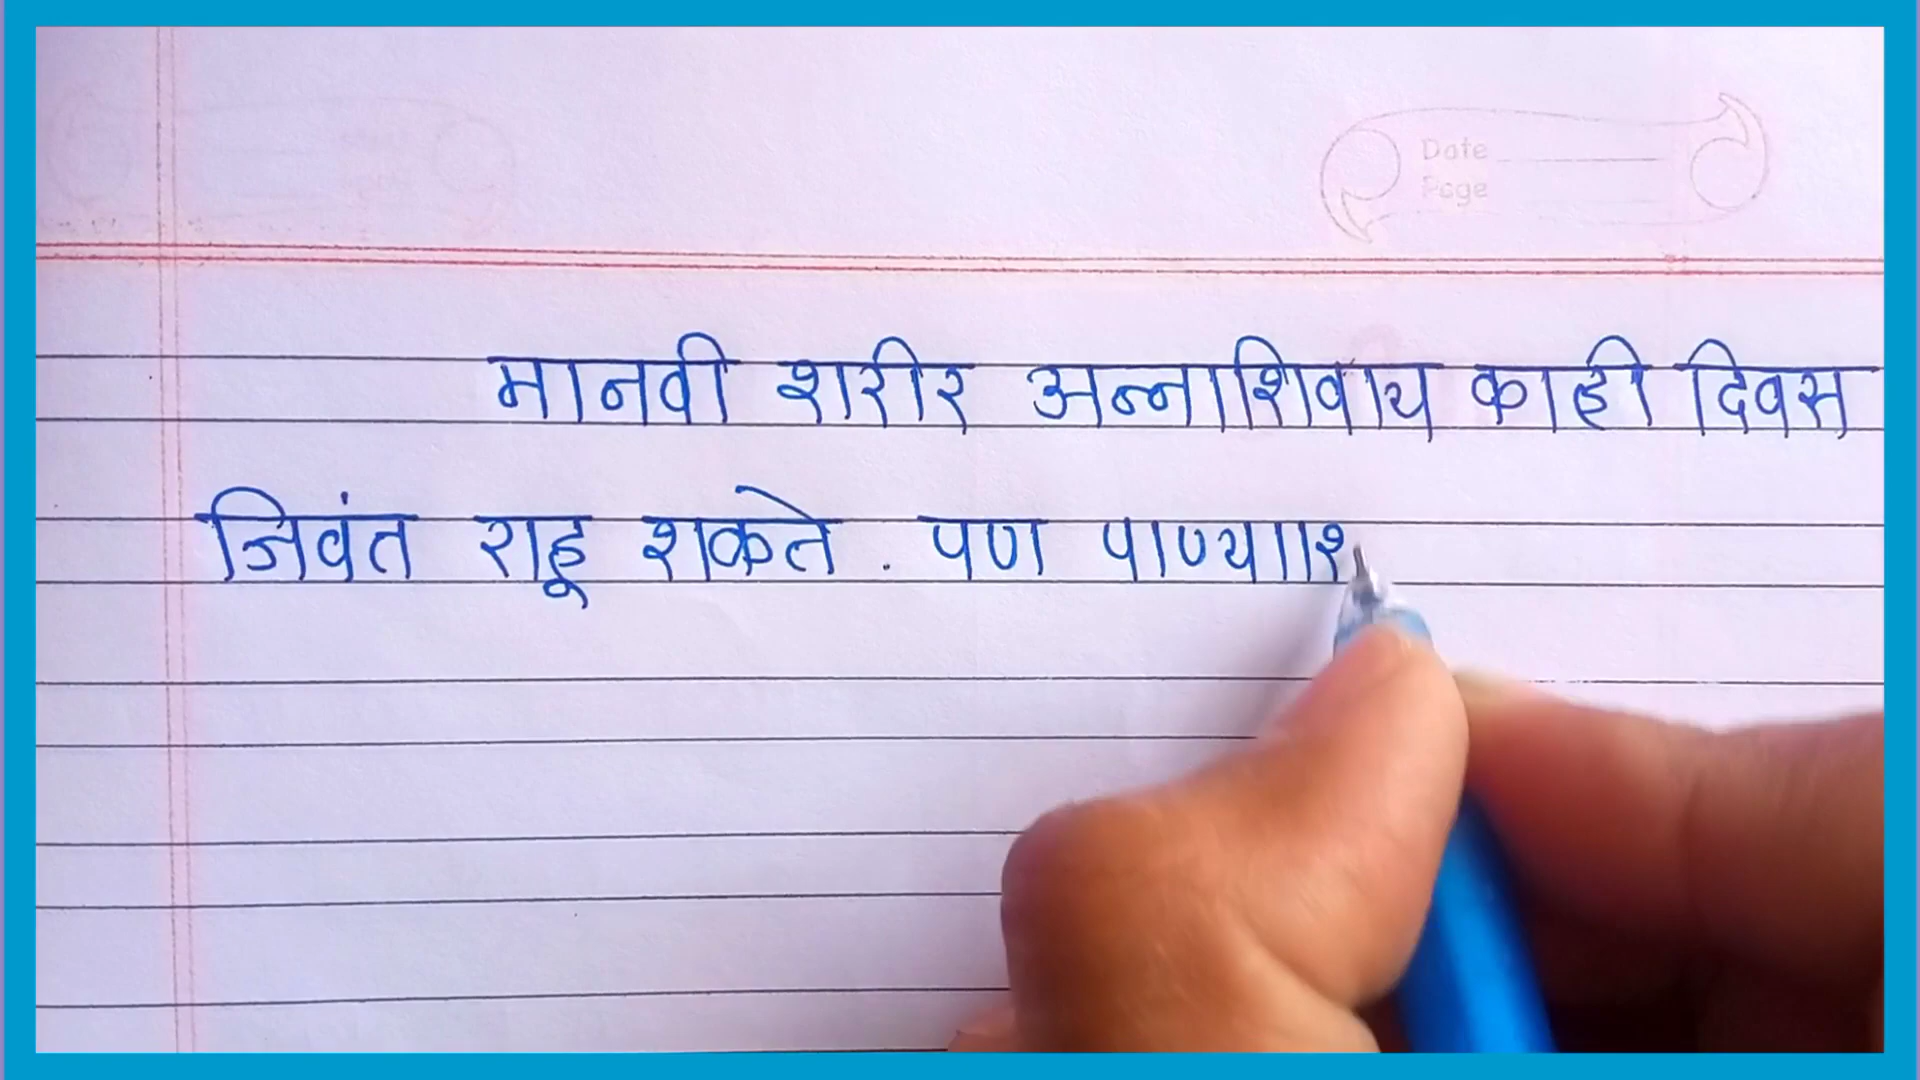 Date
Page
मानवी शरीर अन्नाशिवाय काही दिवस
जिवंत राहू शकते. पण पाण्याश